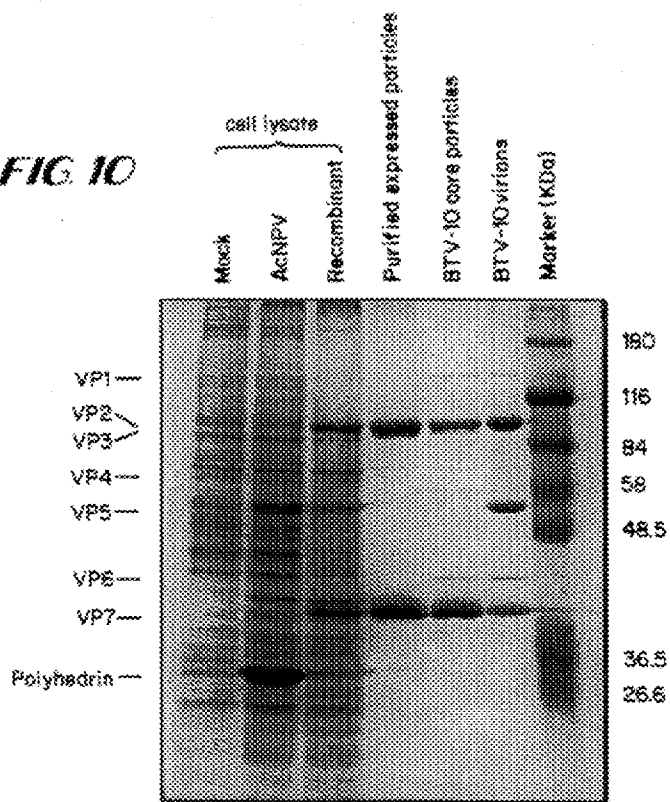 FIG 10
cell lysate
Mock
AcNPV
Recombinant
Purified expressed particles
BTV-10 core particles
BTV-10 virions
Marker (KDa)
VP1
VP2
VP3
VP4
VP5
VP6
VP7
Polyhedrin
180
116
84
58
48.5
36.5
26.6